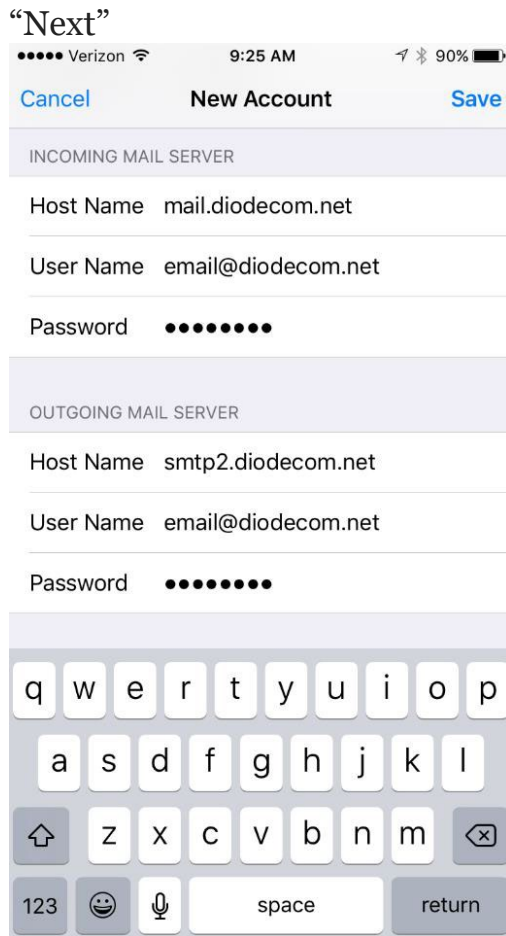 “Next”
●●●●● Verizon 9:25 AM 90%
Cancel New Account Save
INCOMING MAIL SERVER
Host Name mail.diodecom.net
User Name email@diodecom.net
Password ●●●●●●●●
OUTGOING MAIL SERVER
Host Name smtp2.diodecom.net
User Name email@diodecom.net
Password ●●●●●●●●
q w e r t y u i o p
a s d f g h j k l
z x c v b n m
123 space return